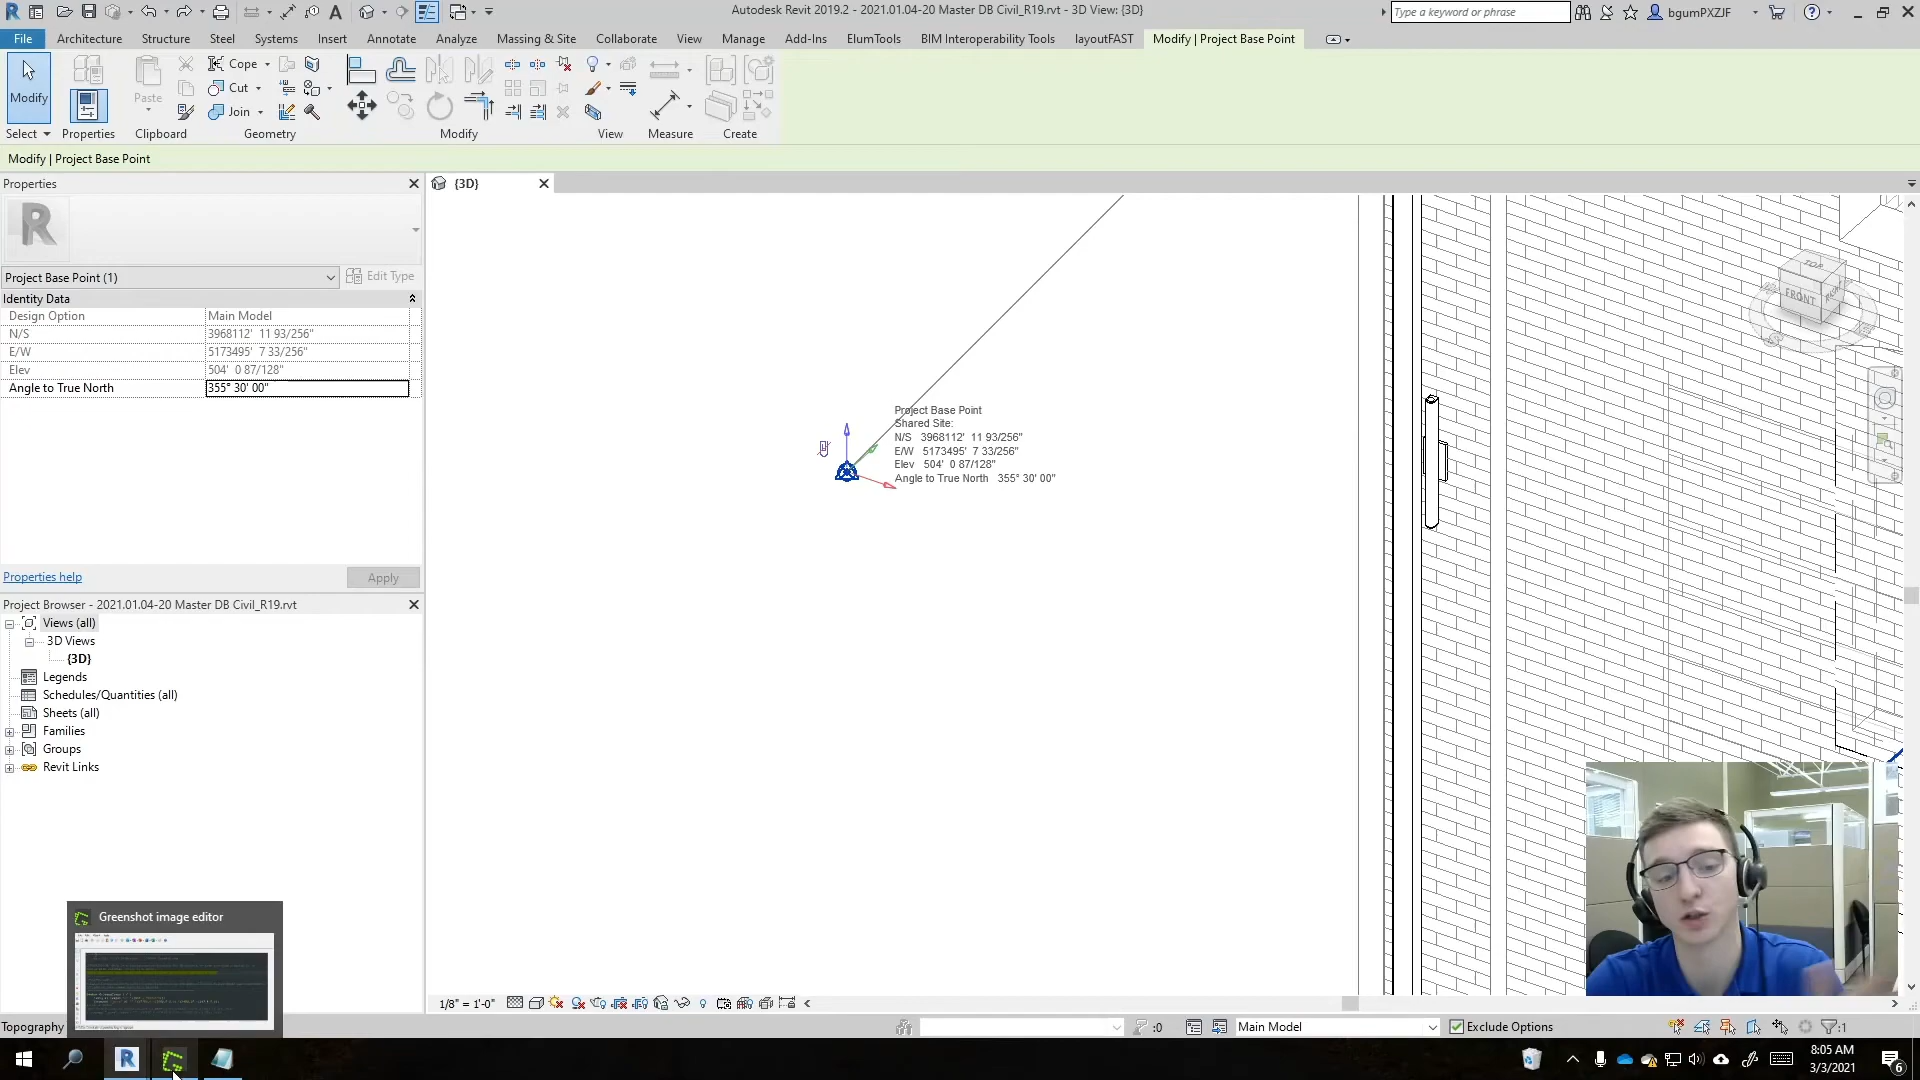 Autodesk Revit 2019.2 - 2021.01.04-20 Master DB Civil_R19.rvt - 3D View: {3D}
Type a keyword or phrase
bgumPXZJF
File Architecture Structure Steel Systems Insert Annotate Analyze Massing & Site Collaborate View Manage Add-Ins ElumTools BIM Interoperability Tools layoutFAST Modify | Project Base Point
Modify
Paste
Cope
Cut
Join
Select Properties Clipboard Geometry Modify View Measure Create
Modify | Project Base Point
Properties
{3D}
R
Project Base Point (1)
Edit Type
Identity Data
Design Option Main Model
N/S 3968112' 11 93/256"
E/W 5173495' 7 33/256"
Elev 504' 0 87/128"
Angle to True North 355° 30' 00"
Properties help
Apply
Project Browser - 2021.01.04-20 Master DB Civil_R19.rvt
Views (all)
3D Views
{3D}
Legends
Schedules/Quantities (all)
Sheets (all)
Families
Groups
Revit Links
Project Base Point
Shared Site:
N/S 3968112' 11 93/256"
E/W 5173495' 7 33/256"
Elev 504' 0 87/128"
Angle to True North 355° 30' 00"
TOP
FRONT
Greenshot image editor
1/8" = 1'-0"
Topography
:0
Main Model
Exclude Options
:1
8:05 AM
3/3/2021
6